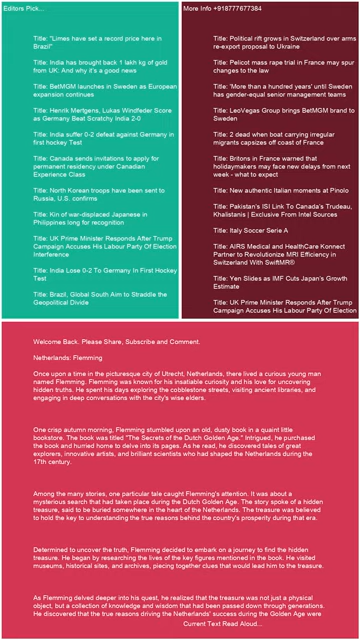 Editors Pick...
Title: "Limes have set a record price here in
Brazil"
Title: India has brought back 1 lakh kg of gold
from UK: And why it's a good news
Title: BetMGM launches in Sweden as European
expansion continues
Title: Henrik Mertgens, Lukas Windfeder Score
as Germany Beat Scratchy India 2-0
Title: India suffer 0-2 defeat against Germany in
first hockey Test
Title: Canada sends invitations to apply for
permanent residency under Canadian
Experience Class
Title: North Korean troops have been sent to
Russia, U.S. confirms
Title: Kin of war-displaced Japanese in
Philippines long for recognition
Title: UK Prime Minister Responds After Trump
Campaign Accuses His Labour Party Of Election
Interference
Title: India Lose 0-2 To Germany In First Hockey
Test
Title: Brazil, Global South Aim to Straddle the
Geopolitical Divide
More Info +918777677384
Title: Political rift grows in Switzerland over arms
re-export proposal to Ukraine
Title: Pelicot mass rape trial in France may spur
changes to the law
Title: 'More than a hundred years' until Sweden
has gender-equal senior management teams
Title: LeoVegas Group brings BetMGM brand to
Sweden
Title: 2 dead when boat carrying irregular
migrants capsizes off coast of France
Title: Britons in France warned that
holidaymakers may face new delays from next
week - what to expect
Title: New authentic Italian moments at Pinolo
Title: Pakistan's ISI Link To Canada's Trudeau,
Khalistanis | Exclusive From Intel Sources
Title: Italy Soccer Serie A
Title: AIRS Medical and HealthCare Konnect
Partner to Revolutionize MRI Efficiency in
Switzerland With SwiftMR®
Title: Yen Slides as IMF Cuts Japan's Growth
Estimate
Title: UK Prime Minister Responds After Trump
Campaign Accuses His Labour Party Of Election
Welcome Back. Please Share, Subscribe and Comment.
Netherlands: Flemming
Once upon a time in the picturesque city of Utrecht, Netherlands, there lived a curious young man
named Flemming. Flemming was known for his insatiable curiosity and his love for uncovering
hidden truths. He spent his days exploring the cobblestone streets, visiting ancient libraries, and
engaging in deep conversations with the city's wise elders.
One crisp autumn morning, Flemming stumbled upon an old, dusty book in a quaint little
bookstore. The book was titled "The Secrets of the Dutch Golden Age." Intrigued, he purchased
the book and hurried home to delve into its pages. As he read, he discovered tales of great
explorers, innovative artists, and brilliant scientists who had shaped the Netherlands during the
17th century.
Among the many stories, one particular tale caught Flemming's attention. It was about a
mysterious search that had taken place during the Dutch Golden Age. The story spoke of a hidden
treasure, said to be buried somewhere in the heart of the Netherlands. The treasure was believed
to hold the key to understanding the true reasons behind the country's prosperity during that era.
Determined to uncover the truth, Flemming decided to embark on a journey to find the hidden
treasure. He began by researching the lives of the key figures mentioned in the book. He visited
museums, historical sites, and archives, piecing together clues that would lead him to the treasure.
As Flemming delved deeper into his quest, he realized that the treasure was not just a physical
object, but a collection of knowledge and wisdom that had been passed down through generations.
He discovered that the true reasons driving the Netherlands' success during the Golden Age were
Current Text Read Aloud...